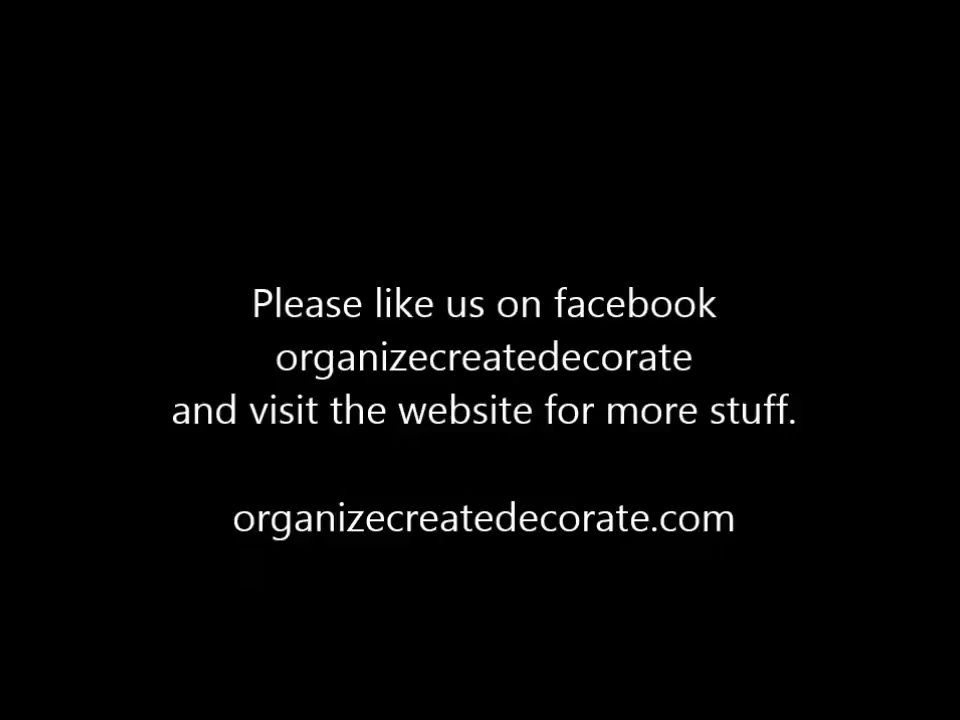 Please like us on facebook
organizecreatedecorate
and visit the website for more stuff.
organizecreatedecorate.com